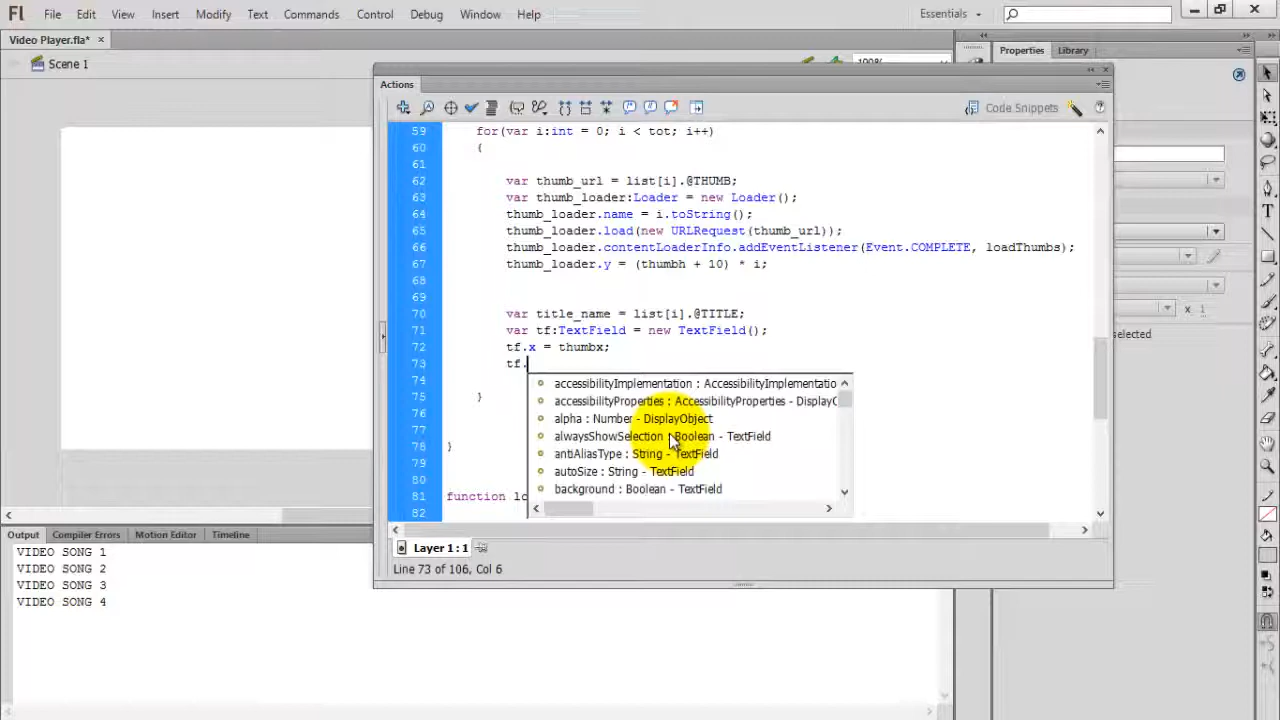 Fl File Edit View Insert Modify Text Commands Control Debug Window Help Essentials
Video Player.fla* × Properties Library
Scene 1
Actions
Code Snippets
59 for(var i:int = 0; i < tot; i++)
60 {
61
62 var thumb_url = list[i].@THUMB;
63 var thumb_loader:Loader = new Loader();
64 thumb_loader.name = i.toString();
65 thumb_loader.load(new URLRequest(thumb_url));
66 thumb_loader.contentLoaderInfo.addEventListener(Event.COMPLETE, loadThumbs);
67 thumb_loader.y = (thumbh + 10) * i;
68
69
70 var title_name = list[i].@TITLE;
71 var tf:TextField = new TextField();
72 tf.x = thumbx;
73 tf.
74 accessibilityImplementation : AccessibilityImplementatio
75 }
accessibilityProperties : AccessibilityProperties - DisplayO
76 alpha : Number - DisplayObject
77 alwaysShowSelection : Boolean - TextField
78 }
antiAliasType : String - TextField
79 autoSize : String - TextField
80 background : Boolean - TextField
81 function lo
82
Layer 1 : 1
Line 73 of 106, Col 6
x 1
selected
Output Compiler Errors Motion Editor Timeline
VIDEO SONG 1
VIDEO SONG 2
VIDEO SONG 3
VIDEO SONG 4